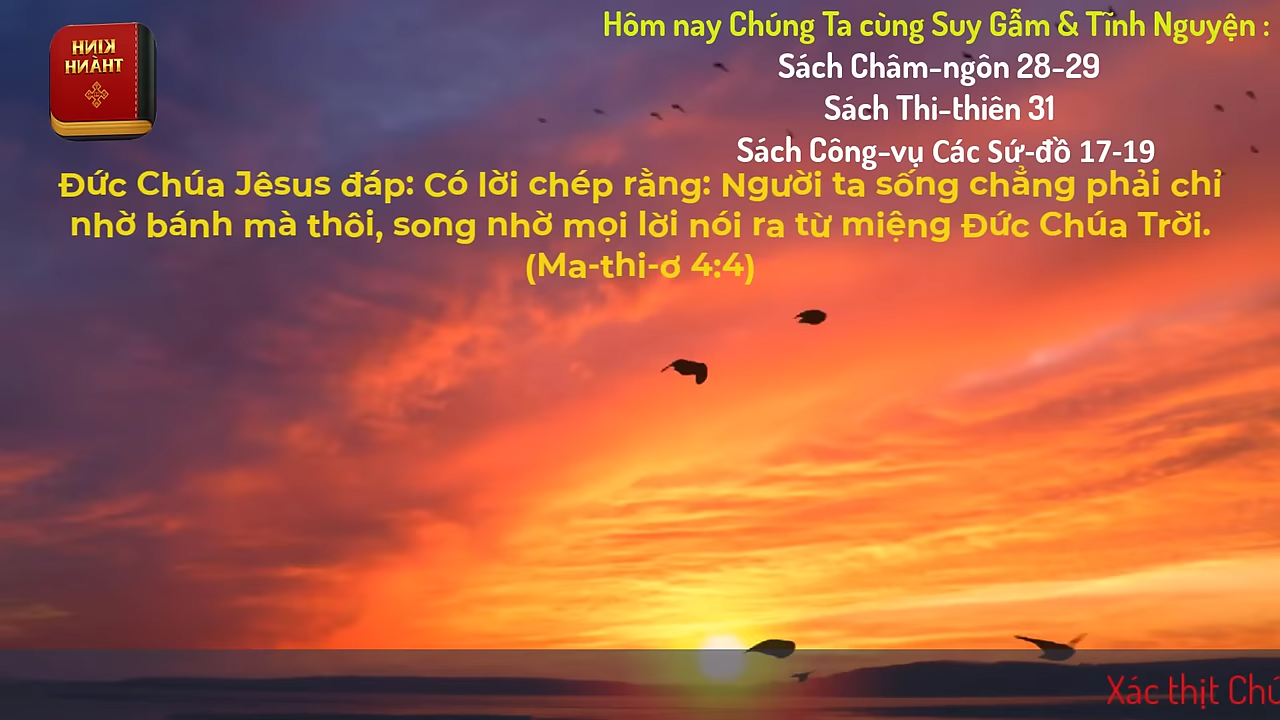 Hôm nay Chúng Ta cùng Suy Gẫm & Tĩnh Nguyện :
Sách Châm-ngôn 28-29
Sách Thi-thiên 31
Sách Công-vụ Các Sứ-đồ 17-19
KINH
THÀNH
Đức Chúa Jêsus đáp: Có lời chép rằng: Người ta sống chẳng phải chỉ
nhờ bánh mà thôi, song nhờ mọi lời nói ra từ miệng Đức Chúa Trời.
(Ma-thi-ơ 4:4)
Xác thịt Chú